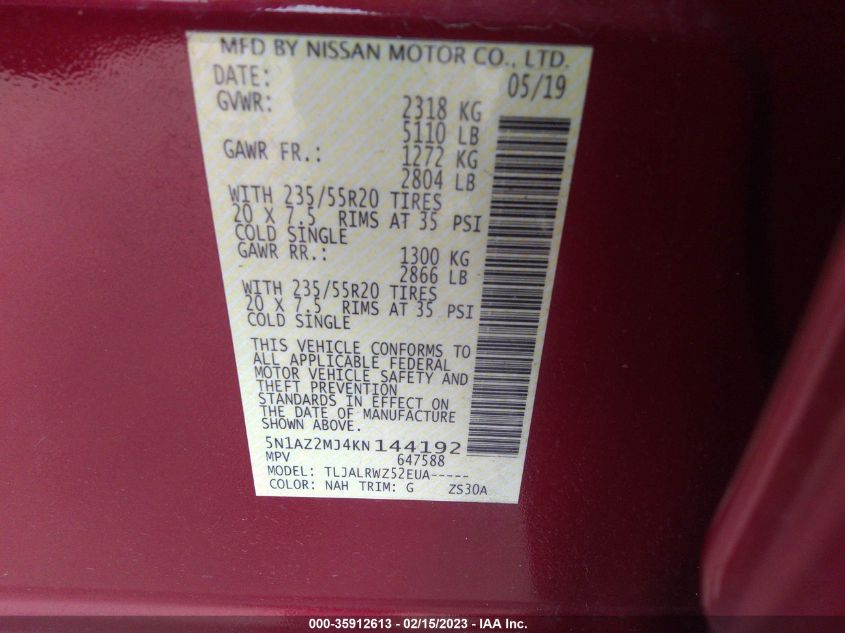 MFD BY NISSAN MOTOR CO., LTD.
DATE: 05/19
GVWR: 2318 KG
5110 LB
GAWR FR.: 1272 KG
2804 LB
WITH 235/55R20 TIRES
20 X 7.5 RIMS AT 35 PSI
COLD SINGLE
GAWR RR.: 1300 KG
2866 LB
WITH 235/55R20 TIRES
20 X 7.5 RIMS AT 35 PSI
COLD SINGLE
THIS VEHICLE CONFORMS TO
ALL APPLICABLE FEDERAL
MOTOR VEHICLE SAFETY AND
THEFT PREVENTION
STANDARDS IN EFFECT ON
THE DATE OF MANUFACTURE
SHOWN ABOVE.
5N1AZ2MJ4KN144192
MPV 647588
MODEL: TLJALRWZ52EUA-----
COLOR: NAH TRIM: G ZS30A
000-35912613 - 02/15/2023 - IAA Inc.